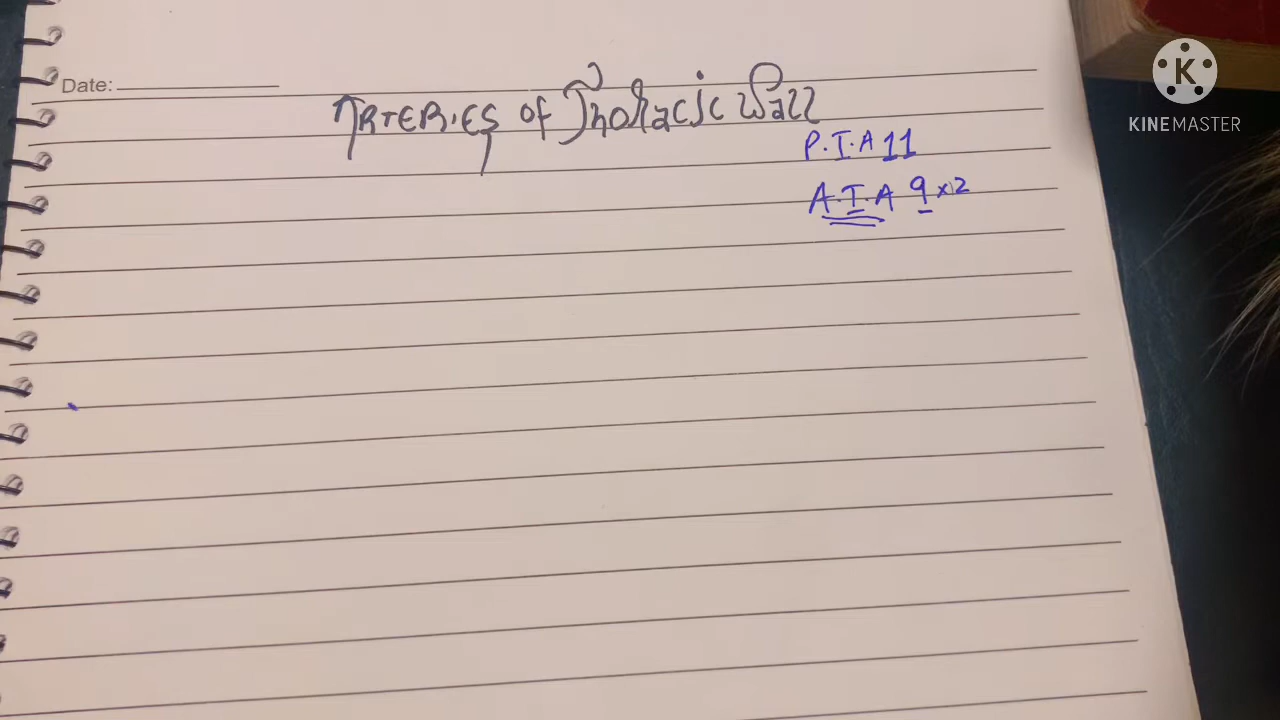 Date:
ARTERIES OF Thoracic Wall
P.I.A 11
A.I.A 9x2
K
KINEMASTER